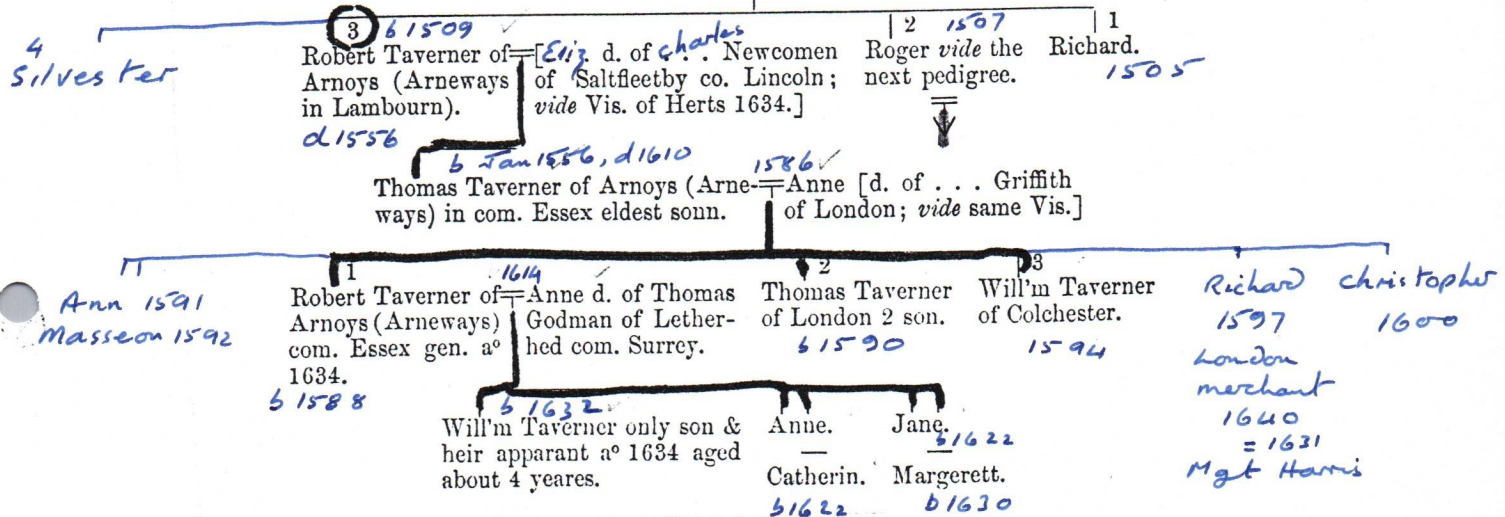 4
Silvester
3 b 1509
Robert Taverner of
Arnoys (Arneways
in Lambourn).
d 1556
[Eliz. d. of Charles . . Newcomen
of Saltfleetby co. Lincoln;
vide Vis. of Herts 1634.]
2 1507
Roger vide the
next pedigree.
1
Richard.
1505
b Jan 1556, d 1610
Thomas Taverner of Arnoys (Arne-
ways) in com. Essex eldest sonn.
1586
Anne [d. of . . . Griffith
of London; vide same Vis.]
Ann 1591
Masseon 1592
1
Robert Taverner of
Arnoys (Arneways)
com. Essex gen. aº
1634.
b 1588
1614
Anne d. of Thomas
Godman of Lether-
hed com. Surrey.
2
Thomas Taverner
of London 2 son.
b 1590
3
Will'm Taverner
of Colchester.
1594
Richard
1597
London
merchant
1640
= 1631
Mgt Harris
Christopher
1600
b 1632
Will'm Taverner only son &
heir apparant aº 1634 aged
about 4 yeares.
Anne.
Catherin.
b 1622
Jane.
b 1622
Margerett.
b 1630